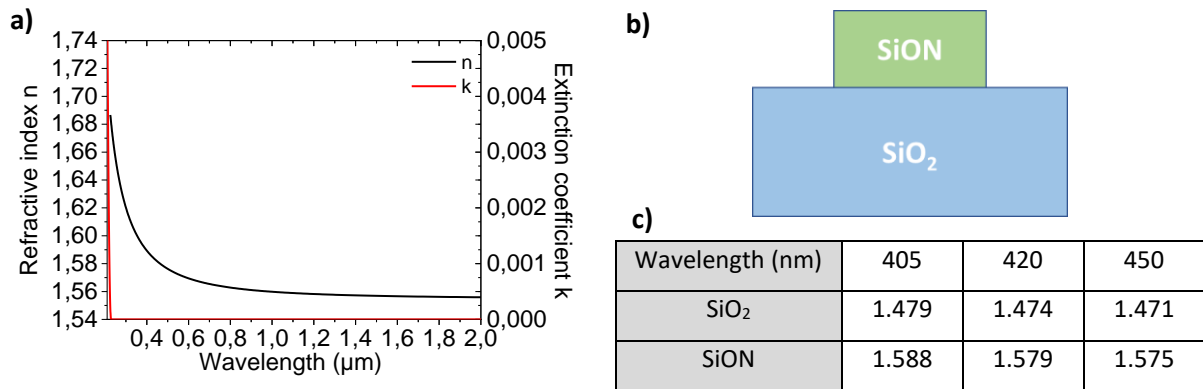 a)
1,74
1,72
1,70
1,68
1,66
1,64
1,62
1,60
1,58
1,56
1,54
Refractive index n
n
k
0,005
0,004
0,003
0,002
0,001
0,000
Extinction coefficient k
0,4 0,6 0,8 1,0 1,2 1,4 1,6 1,8 2,0
Wavelength (µm)
b)
SiON
SiO2
c)
Wavelength (nm) 405 420 450
SiO2 1.479 1.474 1.471
SiON 1.588 1.579 1.575